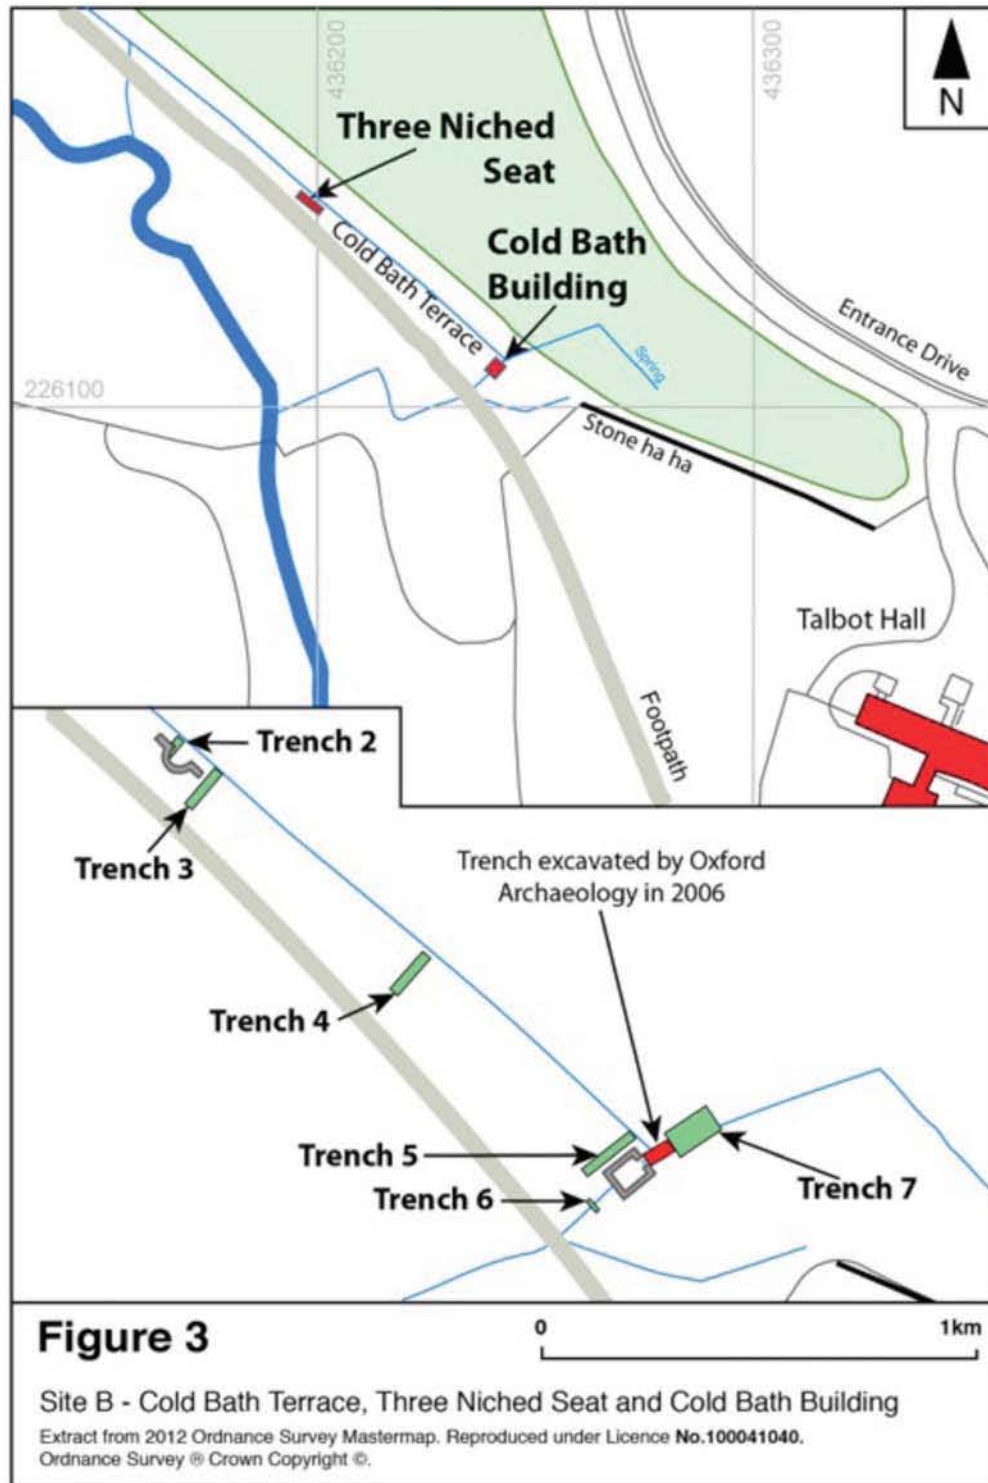 436200
436300
N
Three Niched
Seat
Cold Bath
Building
Cold Bath Terrace
Entrance Drive
Spring
226100
Stone ha ha
Talbot Hall
Footpath
Trench 2
Trench 3
Trench excavated by Oxford
Archaeology in 2006
Trench 4
Trench 5
Trench 6
Trench 7
Figure 3
0
1km
Site B - Cold Bath Terrace, Three Niched Seat and Cold Bath Building
Extract from 2012 Ordnance Survey Mastermap. Reproduced under Licence No.100041040.
Ordnance Survey ® Crown Copyright ©.